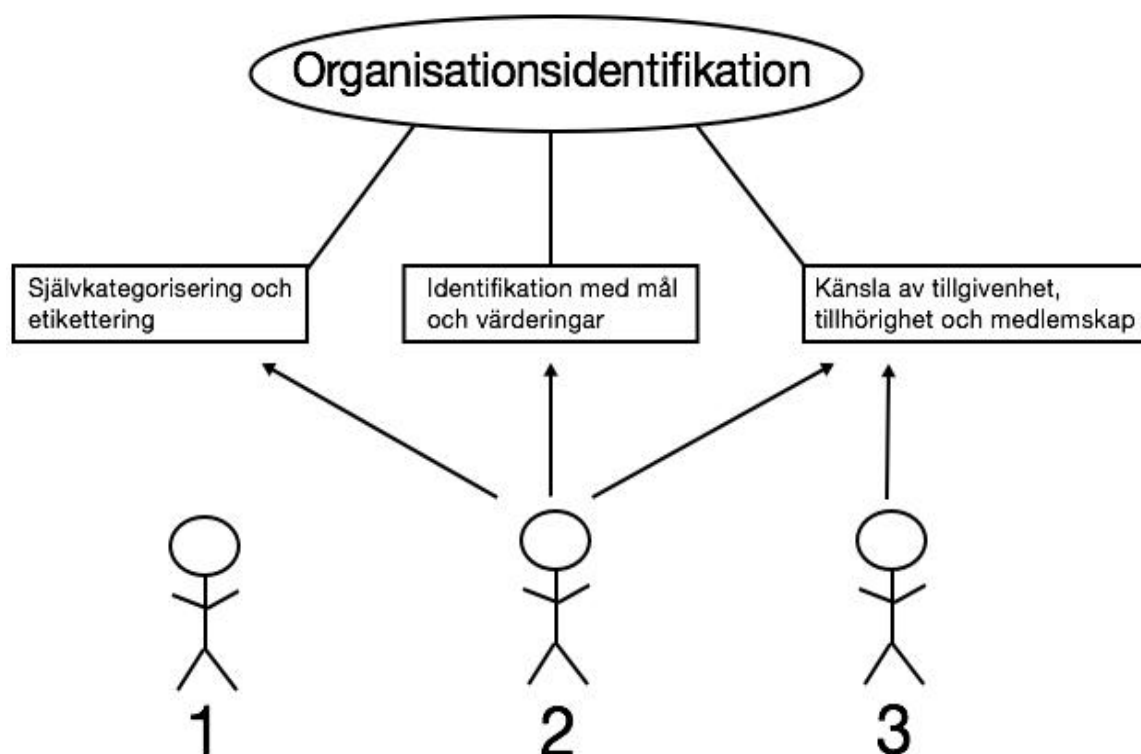 Organisationsidentifikation
Självkategorisering och
etikettering
Identifikation med mål
och värderingar
Känsla av tillgivenhet,
tillhörighet och medlemskap
1
2
3